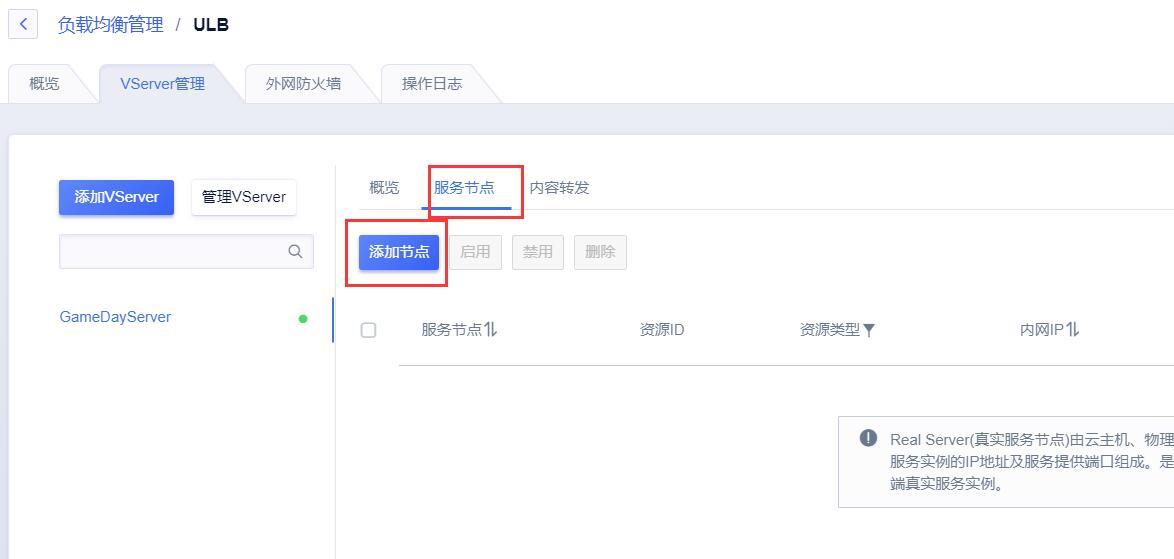 负载均衡管理 / ULB
概览 VServer管理 外网防火墙 操作日志
添加VServer 管理VServer
概览 服务节点 内容转发
添加节点 启用 禁用 删除
GameDayServer
服务节点 资源ID 资源类型 内网IP
Real Server(真实服务节点)由云主机、物理
服务实例的IP地址及服务提供端口组成。是
端真实服务实例。